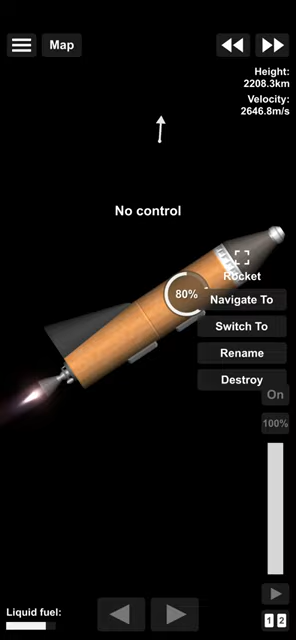 Map
Height:
2208.3km
Velocity:
2646.8m/s
No control
Rocket
80%
Navigate To
Switch To
Rename
Destroy
On
100%
Liquid fuel:
1 2